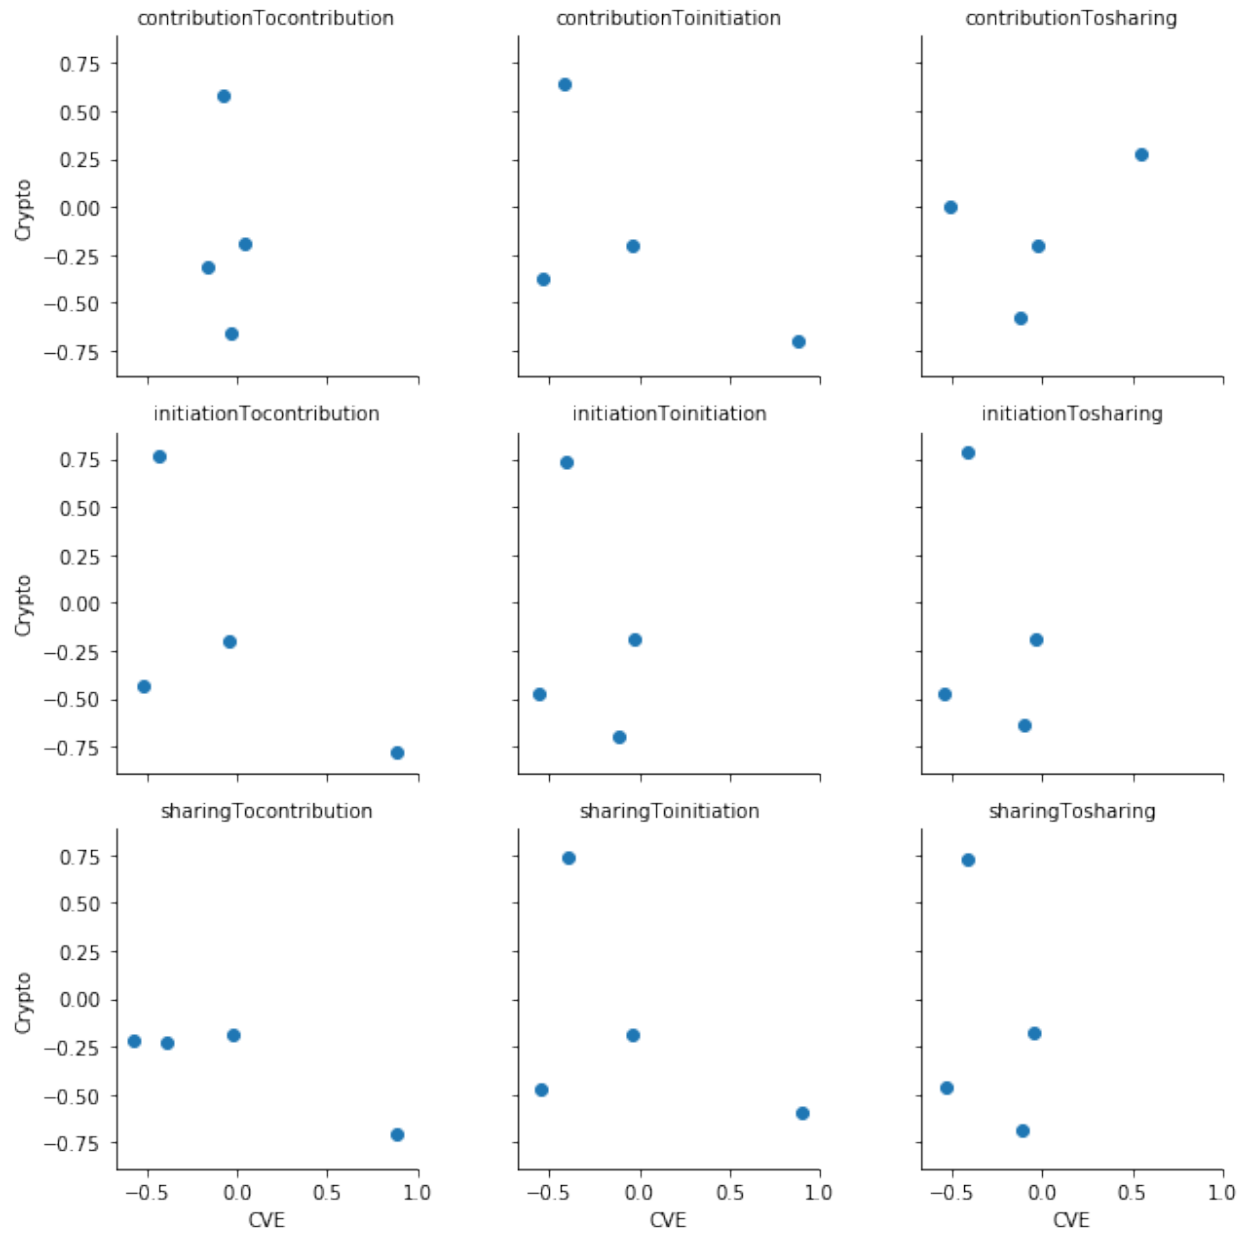 contributionTocontribution contributionToinitiation contributionTosharing
0.75
0.50
0.25
0.00
−0.25
−0.50
−0.75
Crypto
initiationTocontribution initiationToinitiation initiationTosharing
0.75
0.50
0.25
0.00
−0.25
−0.50
−0.75
Crypto
sharingTocontribution sharingToinitiation sharingTosharing
0.75
0.50
0.25
0.00
−0.25
−0.50
−0.75
Crypto
−0.5 0.0 0.5 1.0 −0.5 0.0 0.5 1.0 −0.5 0.0 0.5 1.0
CVE CVE CVE